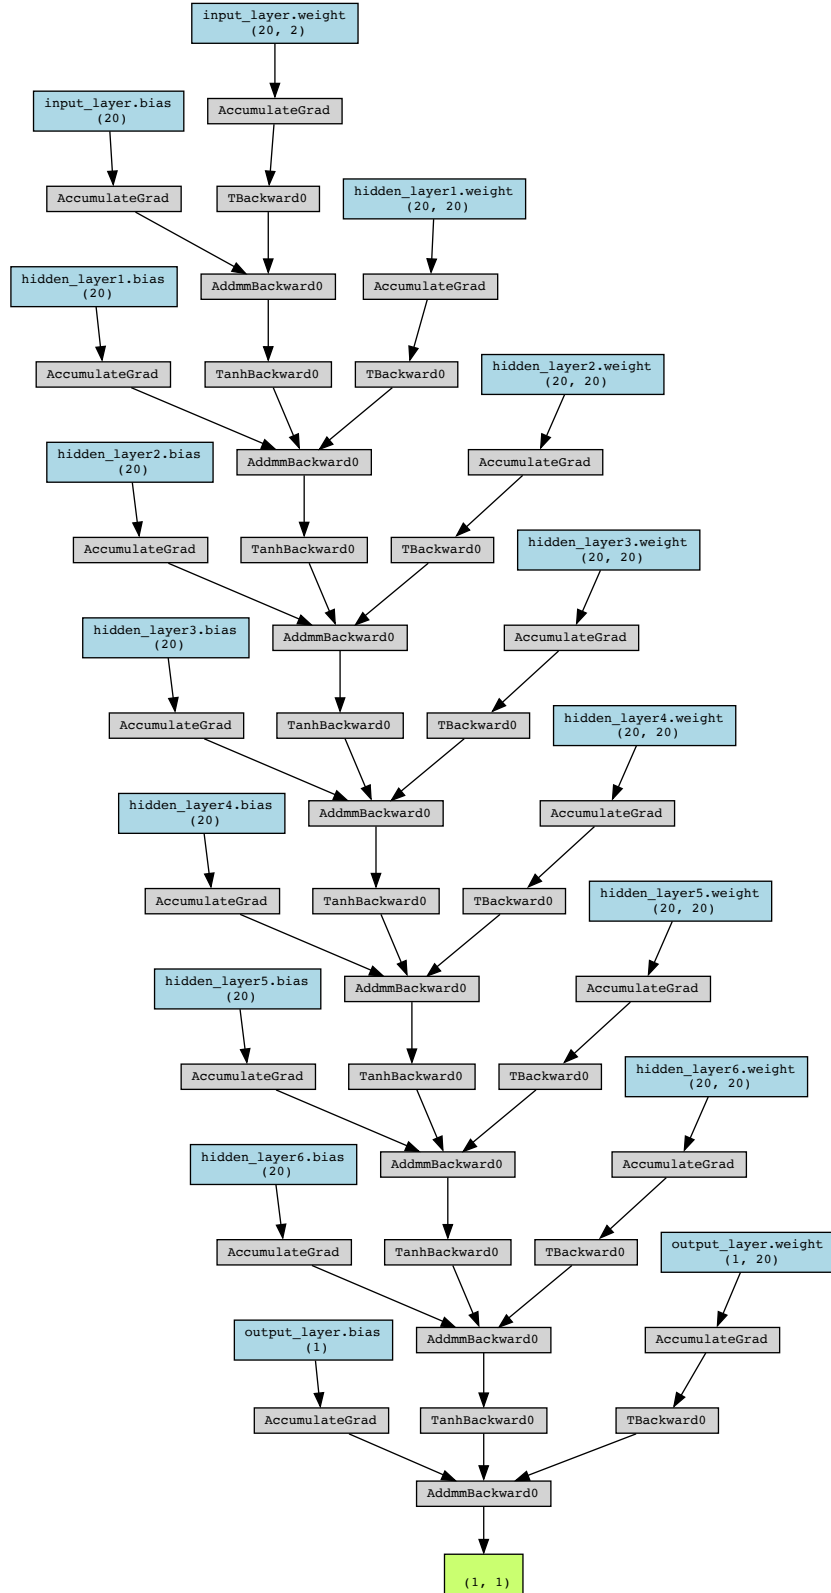 input_layer.weight
(20, 2)
input_layer.bias
(20)
AccumulateGrad
AccumulateGrad
TBackward0
hidden_layer1.weight
(20, 20)
hidden_layer1.bias
(20)
AddmmBackward0
AccumulateGrad
AccumulateGrad
TanhBackward0
TBackward0
hidden_layer2.weight
(20, 20)
hidden_layer2.bias
(20)
AddmmBackward0
AccumulateGrad
AccumulateGrad
TanhBackward0
TBackward0
hidden_layer3.weight
(20, 20)
hidden_layer3.bias
(20)
AddmmBackward0
AccumulateGrad
AccumulateGrad
TanhBackward0
TBackward0
hidden_layer4.weight
(20, 20)
hidden_layer4.bias
(20)
AddmmBackward0
AccumulateGrad
AccumulateGrad
TanhBackward0
TBackward0
hidden_layer5.weight
(20, 20)
hidden_layer5.bias
(20)
AddmmBackward0
AccumulateGrad
AccumulateGrad
TanhBackward0
TBackward0
hidden_layer6.weight
(20, 20)
hidden_layer6.bias
(20)
AddmmBackward0
AccumulateGrad
AccumulateGrad
TanhBackward0
TBackward0
output_layer.weight
(1, 20)
output_layer.bias
(1)
AddmmBackward0
AccumulateGrad
AccumulateGrad
TanhBackward0
TBackward0
AddmmBackward0
(1, 1)